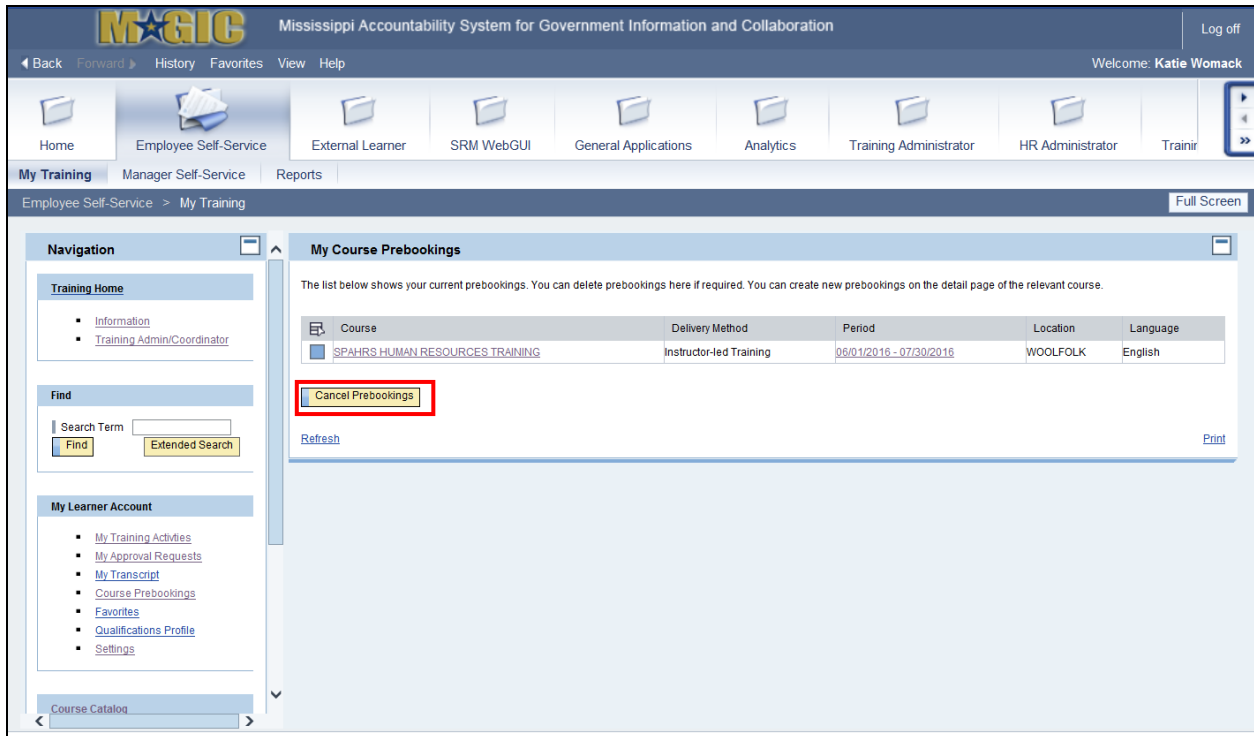 MAGIC Mississippi Accountability System for Government Information and Collaboration Log off
Back Forward History Favorites View Help Welcome: Katie Womack
Home Employee Self-Service External Learner SRM WebGUI General Applications Analytics Training Administrator HR Administrator Trainir
My Training Manager Self-Service Reports
Employee Self-Service > My Training Full Screen
Navigation
Training Home
Information
Training Admin/Coordinator
Find
Search Term
Find Extended Search
My Learner Account
My Training Activties
My Approval Requests
My Transcript
Course Prebookings
Favorites
Qualifications Profile
Settings
Course Catalog
My Course Prebookings
The list below shows your current prebookings. You can delete prebookings here if required. You can create new prebookings on the detail page of the relevant course.
Course Delivery Method Period Location Language
SPAHRS HUMAN RESOURCES TRAINING Instructor-led Training 06/01/2016 - 07/30/2016 WOOLFOLK English
Cancel Prebookings
Refresh Print